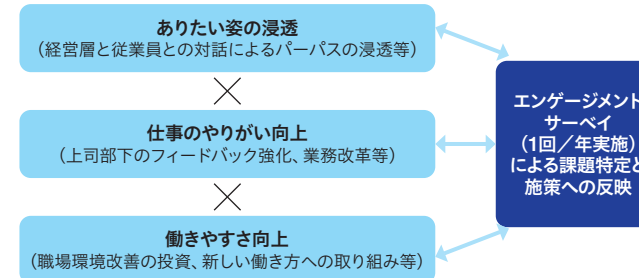 ありたい姿の浸透
（経営層と従業員との対話によるパーパスの浸透等）
仕事のやりがい向上
（上司部下のフィードバック強化、業務改革等）
働きやすさ向上
（職場環境改善の投資、新しい働き方への取り組み等）
エンゲージメント
サーベイ
（1回／年実施）
による課題特定と
施策への反映